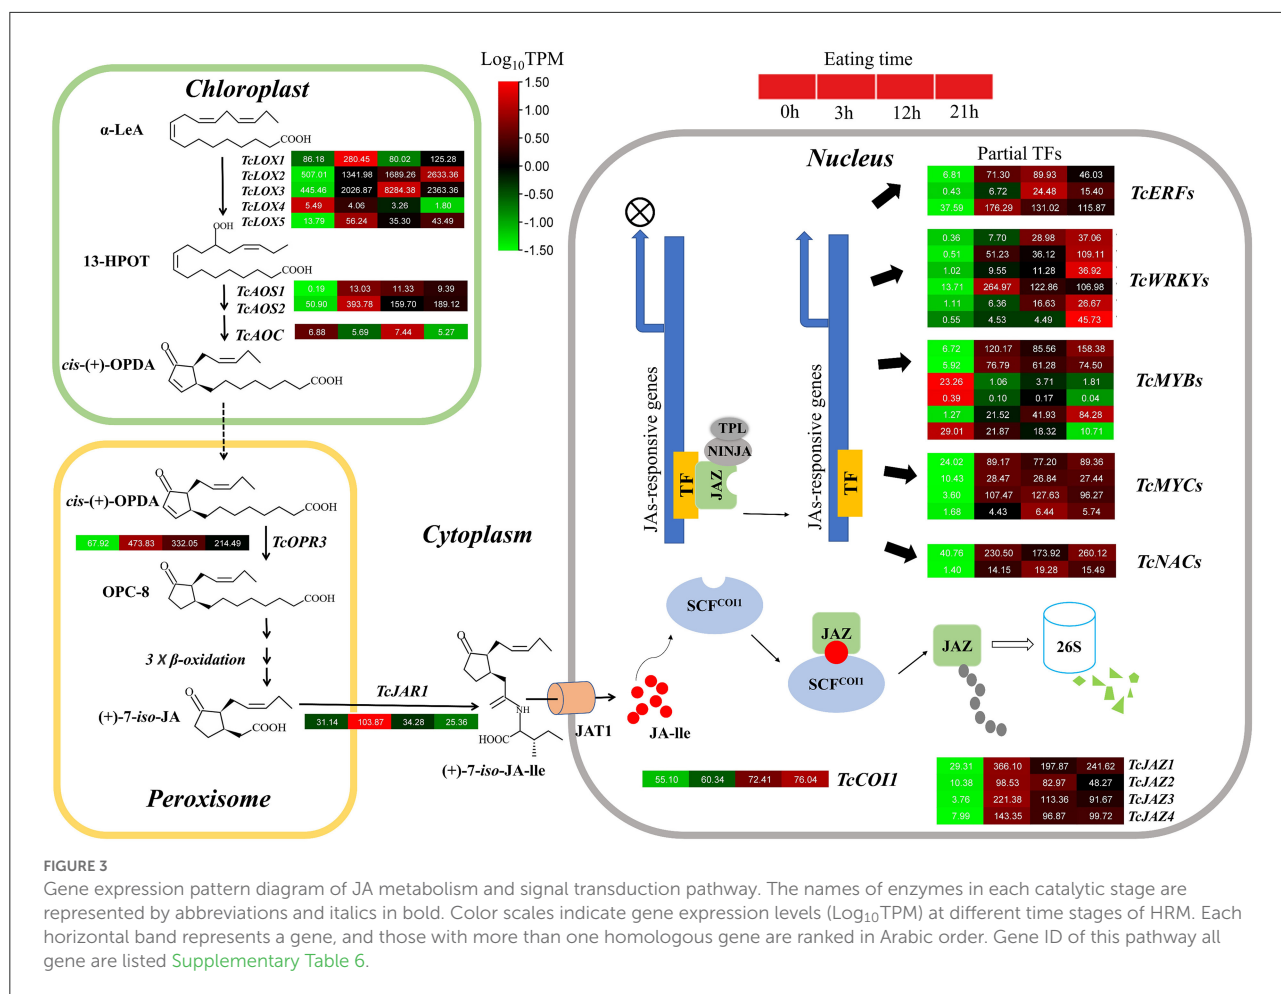 Log10TPM
1.50
1.00
0.50
0.00
-0.50
-1.00
-1.50
Eating time
0h 3h 12h 21h
Chloroplast
α-LeA
COOH
TcLOX1 86.18 280.45 80.02 125.28
TcLOX2 507.01 1341.98 1689.26 2633.36
TcLOX3 445.46 2026.87 8284.38 2363.36
TcLOX4 5.49 4.06 3.26 1.80
TcLOX5 13.79 56.24 35.30 43.49
OOH
13-HPOT
COOH
TcAOS1 0.19 13.03 11.33 9.39
TcAOS2 50.90 393.78 159.70 189.12
TcAOC 6.88 5.69 7.44 5.27
O
cis-(+)-OPDA
COOH
O
cis-(+)-OPDA
COOH
67.92 473.83 332.05 214.49 TcOPR3
O
OPC-8
COOH
3 X β-oxidation
O
(+)-7-iso-JA
COOH
Peroxisome
Cytoplasm
TcJAR1
31.14 103.87 34.28 25.36
O
NH
HOOC
(+)-7-iso-JA-lle
JAT1
JA-lle
Nucleus
Partial TFs
6.81 71.30 89.93 46.03
0.43 6.72 24.48 15.40
37.59 176.29 131.02 115.87
TcERFs
0.36 7.70 28.98 37.06
0.51 51.23 36.12 109.11
1.02 9.55 11.28 36.92
13.71 264.97 122.86 106.98
1.11 6.36 16.63 26.67
0.55 4.53 4.49 45.73
TcWRKYs
6.72 120.17 85.56 158.38
5.92 76.79 61.28 74.50
23.26 1.06 3.71 1.81
0.39 0.10 0.17 0.04
1.27 21.52 41.93 84.28
29.01 21.87 18.32 10.71
TcMYBs
24.02 89.17 77.20 89.36
10.43 28.47 26.84 27.44
3.60 107.47 127.63 96.27
1.68 4.43 6.44 5.74
TcMYCs
40.76 230.50 173.92 260.12
1.40 14.15 19.28 15.49
TcNACs
JAs-responsive genes
TF
JAZ
NINJA
TPL
JAs-responsive genes
TF
SCFCOI1
JAZ
SCFCOI1
JAZ
26S
55.10 60.34 72.41 76.04 TcCOI1
29.31 366.10 197.87 241.62 TcJAZ1
10.38 98.53 82.97 48.27 TcJAZ2
3.76 221.38 113.36 91.67 TcJAZ3
7.99 143.35 96.87 99.72 TcJAZ4
FIGURE 3
Gene expression pattern diagram of JA metabolism and signal transduction pathway. The names of enzymes in each catalytic stage are
represented by abbreviations and italics in bold. Color scales indicate gene expression levels (Log10TPM) at different time stages of HRM. Each
horizontal band represents a gene, and those with more than one homologous gene are ranked in Arabic order. Gene ID of this pathway all
gene are listed Supplementary Table 6.